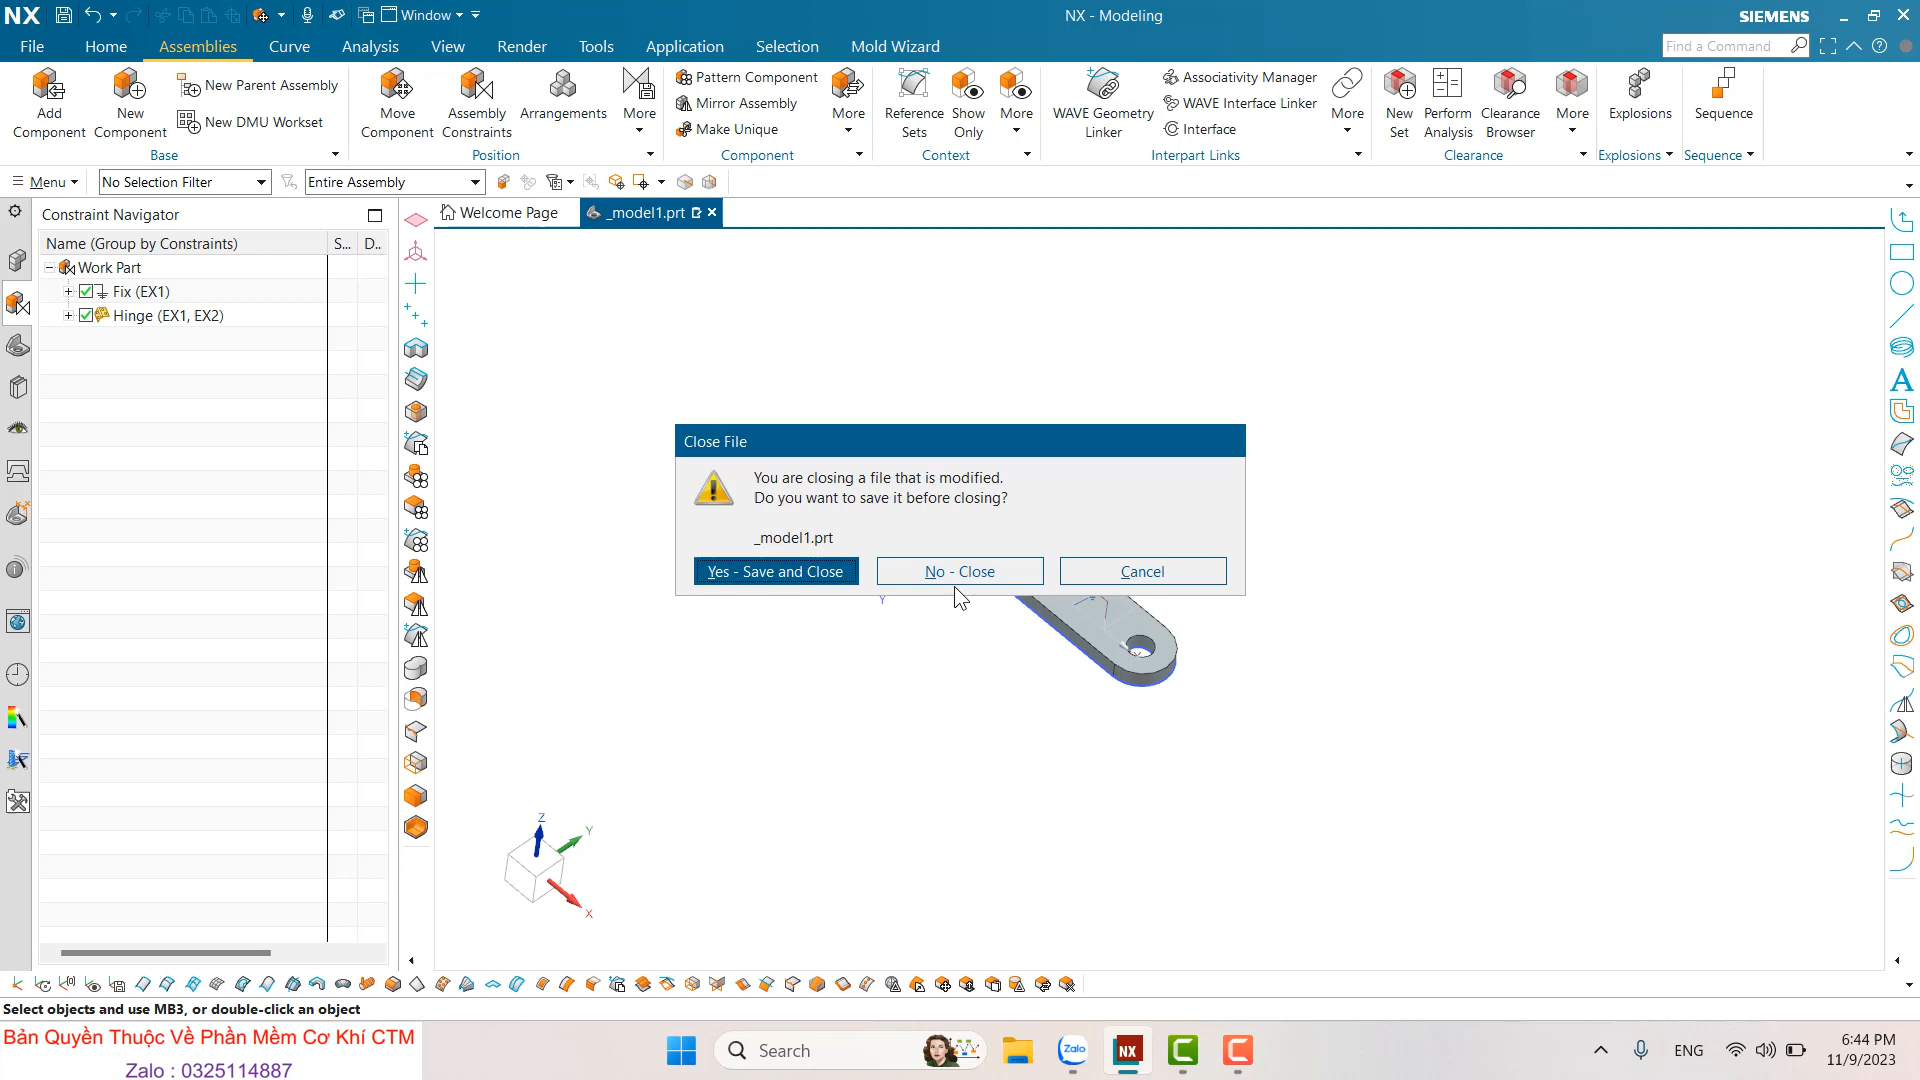 NX
Window
NX - Modeling
SIEMENS
File
Home
Assemblies
Curve
Analysis
View
Render
Tools
Application
Selection
Mold Wizard
Find a Command
Add Component
New Component
New Parent Assembly
New DMU Workset
Base
Move Component
Assembly Constraints
Arrangements
More
Position
Pattern Component
Mirror Assembly
Make Unique
More
Component
Reference Sets
Show Only
More
Context
WAVE Geometry Linker
Associativity Manager
WAVE Interface Linker
Interface
More
Interpart Links
New Set
Perform Analysis
Clearance Browser
More
Clearance
Explosions
Explosions
Sequence
Sequence
Menu
No Selection Filter
Entire Assembly
Constraint Navigator
Welcome Page
_model1.prt
Name (Group by Constraints)
S...
D..
Work Part
Fix (EX1)
Hinge (EX1, EX2)
Close File
You are closing a file that is modified.
Do you want to save it before closing?
_model1.prt
Yes - Save and Close
No - Close
Cancel
Y
Z
Y
X
Select objects and use MB3, or double-click an object
Bản Quyền Thuộc Về Phần Mềm Cơ Khí CTM
Zalo : 0325114887
Search
Zalo
NX
ENG
6:44 PM
11/9/2023